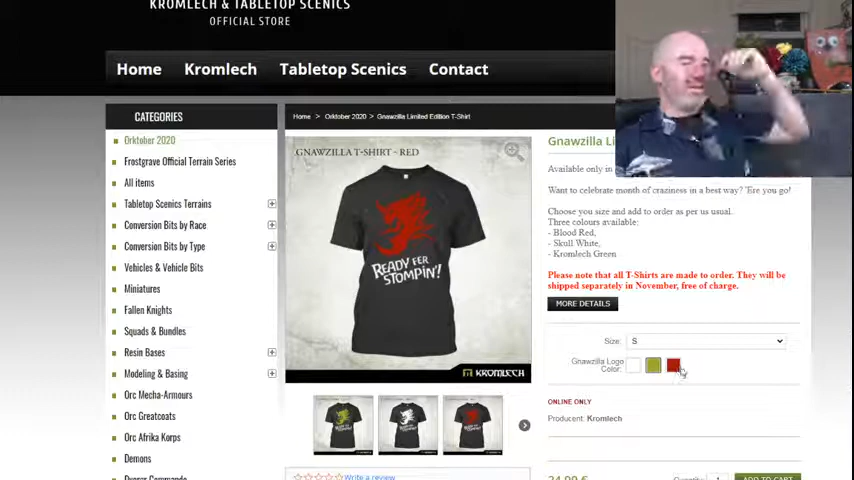 KROMLECH & TABLETOP SCENICS
OFFICIAL STORE
Home Kromlech Tabletop Scenics Contact
CATEGORIES
Orktober 2020
Frostgrave Official Terrain Series
All items
Tabletop Scenics Terrains
Conversion Bits by Race
Conversion Bits by Type
Vehicles & Vehicle Bits
Miniatures
Fallen Knights
Squads & Bundles
Resin Bases
Modeling & Basing
Orc Mecha-Armours
Orc Greatcoats
Orc Afrika Korps
Demons
Home > Orktober 2020 > Gnawzilla Limited Edition T-Shirt
GNAWZILLA T-SHIRT - RED
READY FER
STOMPIN'!
KROMLECH
Write a review
Gnawzilla Li
Available only in
Want to celebrate month of craziness in a best way? 'Ere you go!
Choose you size and add to order as per us usual.
Three colours available:
- Blood Red,
- Skull White,
- Kromlech Green
Please note that all T-Shirts are made to order. They will be
shipped separately in November, free of charge.
MORE DETAILS
Size: S
Gnawzilla Logo
Color:
ONLINE ONLY
Producent: Kromlech
24,99 €
Quantity: 1
ADD TO CART